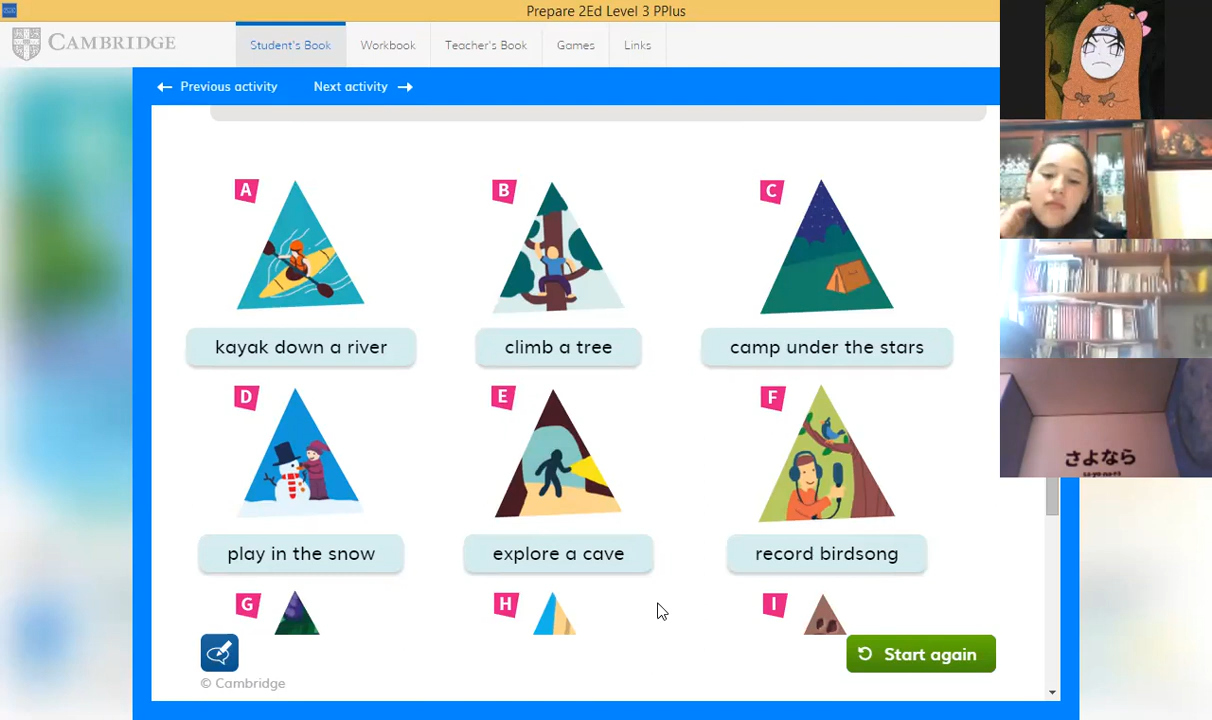 Prepare 2Ed Level 3 PPlus
CAMBRIDGE
Student's Book
Workbook
Teacher's Book
Games
Links
Previous activity
Next activity
A
B
C
kayak down a river
climb a tree
camp under the stars
D
E
F
play in the snow
explore a cave
record birdsong
G
H
I
Start again
© Cambridge
さよなら